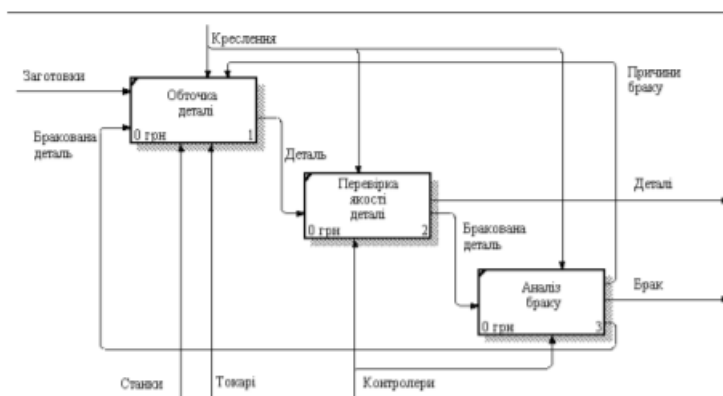 Креслення
Причини
браку
Заготовки
Обточка
деталі
0 грн
1
Бракована
деталь
Деталь
Перевірка
якості
деталі
0 грн
2
Деталі
Бракована
деталь
Аналіз
браку
0 грн
3
Брак
Станки
Токарі
Контролери